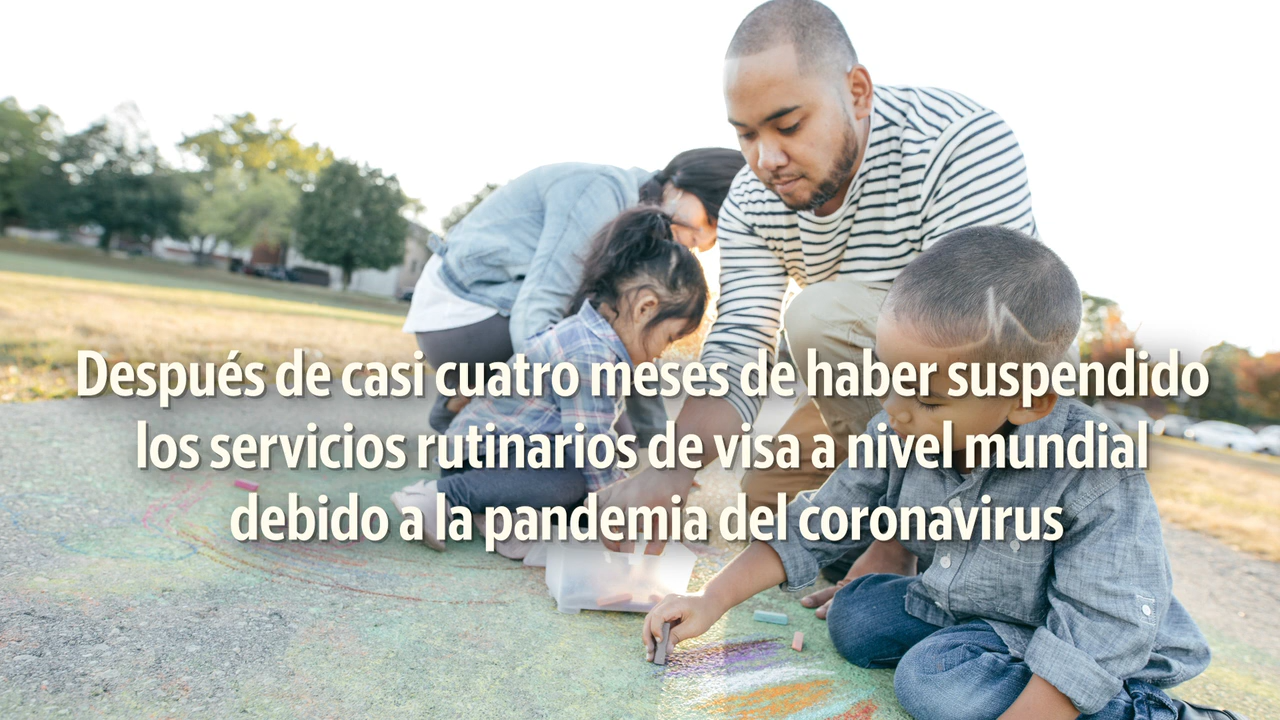 Después de casi cuatro meses de haber suspendido
los servicios rutinarios de visa a nivel mundial
debido a la pandemia del coronavirus